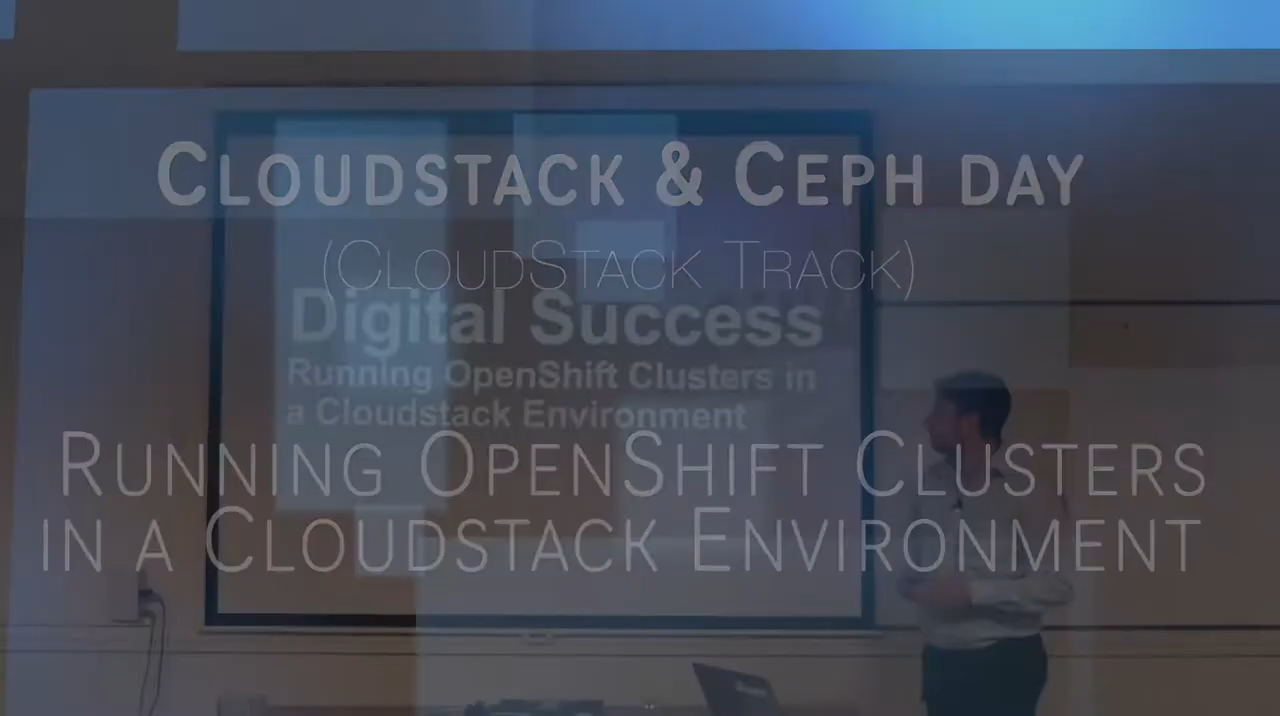 CLOUDSTACK & CEPH DAY
(CLOUDSTACK TRACK)
Digital Success
Running OpenShift Clusters in
a Cloudstack Environment
RUNNING OPENSHIFT CLUSTERS
IN A CLOUDSTACK ENVIRONMENT